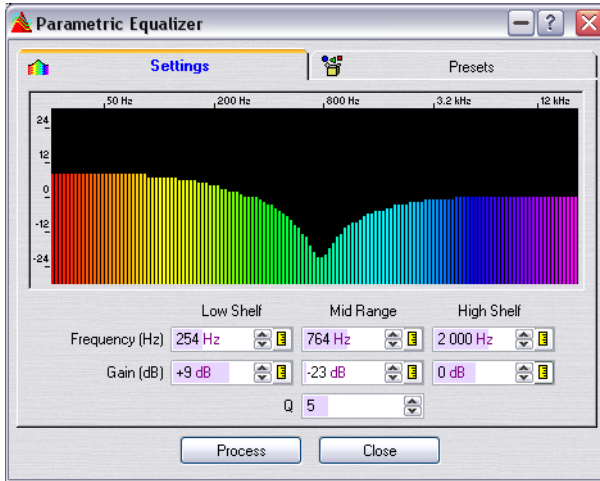 Parametric Equalizer
Settings Presets
50 Hz 200 Hz 800 Hz 3.2 kHz 12 kHz
24
12
0
-12
-24
Low Shelf Mid Range High Shelf
Frequency (Hz) 254 Hz 764 Hz 2 000 Hz
Gain (dB) +9 dB -23 dB 0 dB
Q 5
Process Close